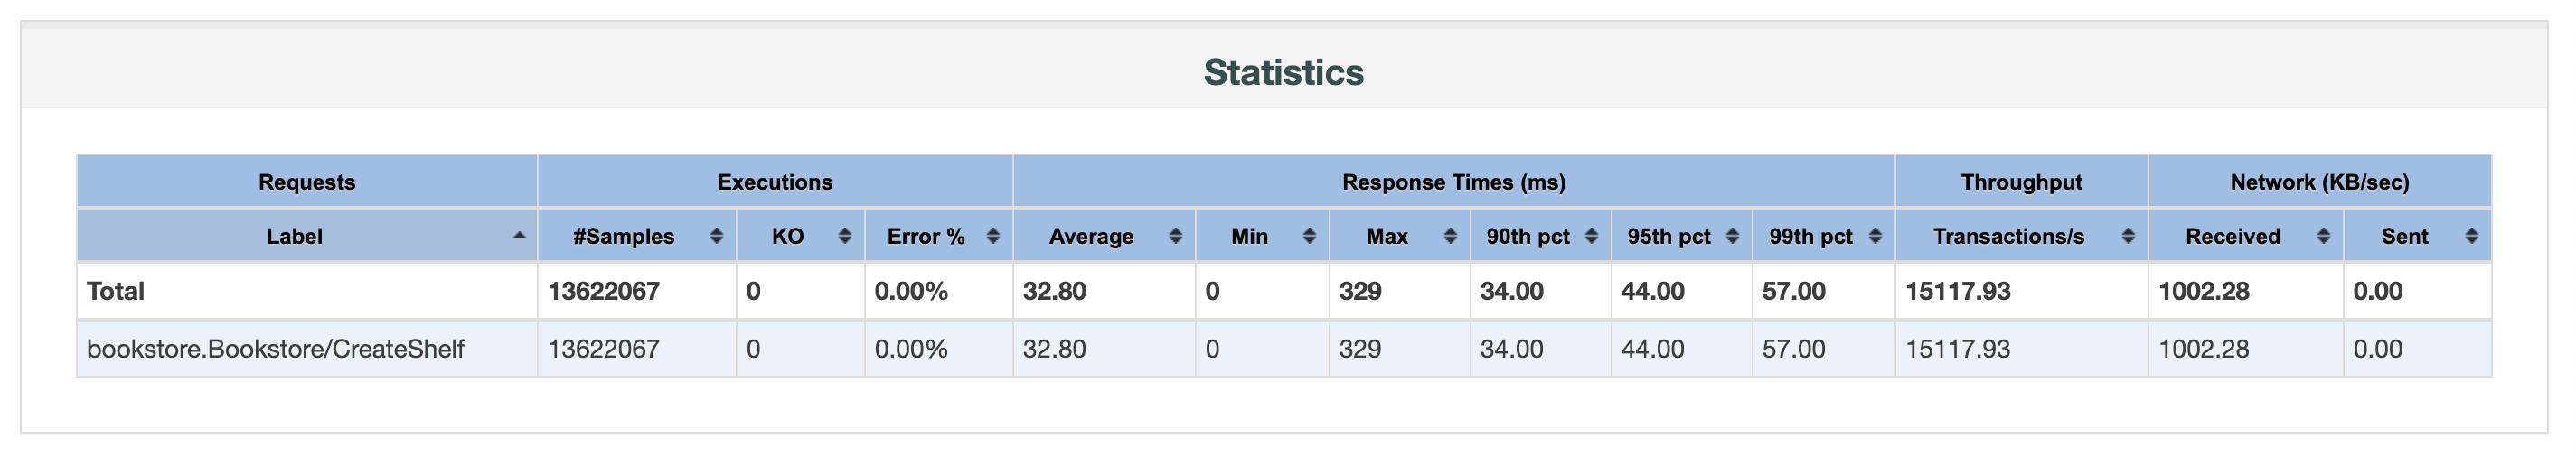 Statistics
Requests Executions Response Times (ms) Throughput Network (KB/sec)
Label #Samples KO Error % Average Min Max 90th pct 95th pct 99th pct Transactions/s Received Sent
Total 13622067 0 0.00% 32.80 0 329 34.00 44.00 57.00 15117.93 1002.28 0.00
bookstore.Bookstore/CreateShelf 13622067 0 0.00% 32.80 0 329 34.00 44.00 57.00 15117.93 1002.28 0.00